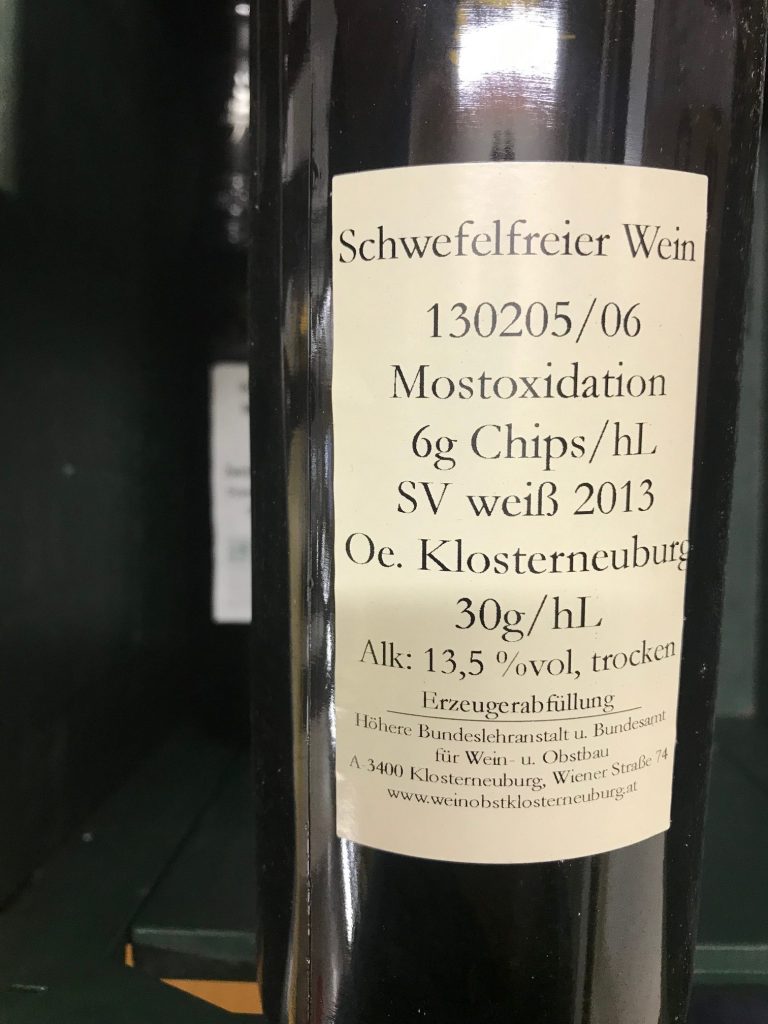 Schwefelfreier Wein
130205/06
Mostoxidation
6g Chips/hL
SV weiß 2013
Oe. Klosterneuburg
30g/hL
Alk: 13,5 %vol, trocken
Erzeugerabfüllung
Höhere Bundeslehranstalt u. Bundesamt
für Wein- u. Obstbau
A-3400 Klosterneuburg, Wiener Straße 74
www.weinobstklosterneuburg.at